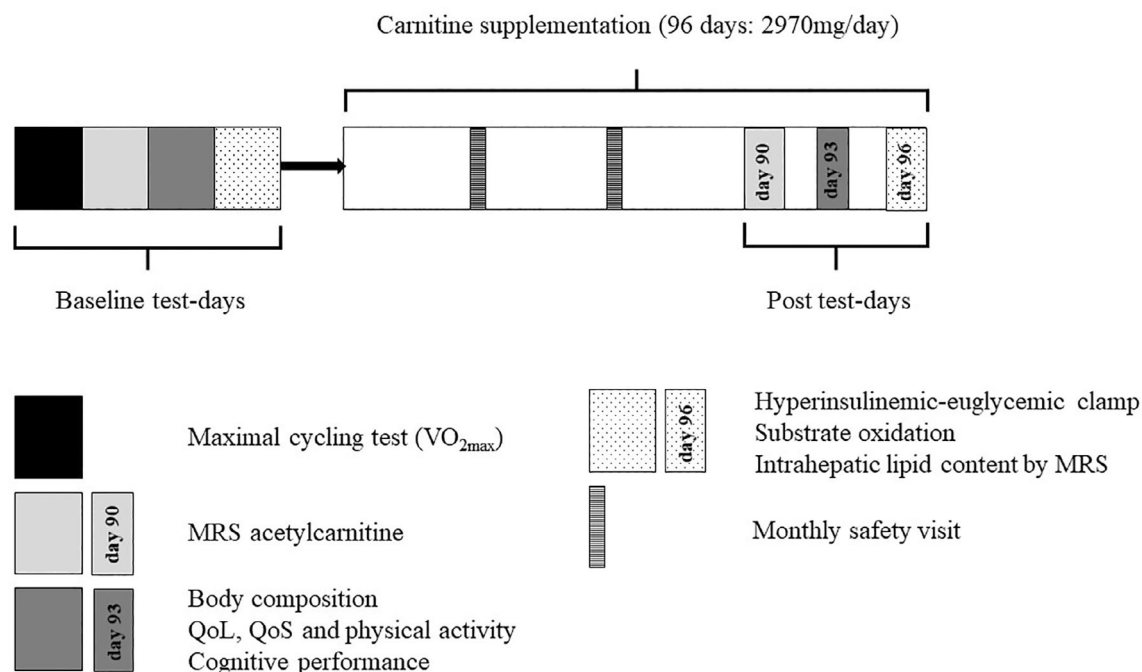 Carnitine supplementation (96 days: 2970mg/day)
day 90
day 93
day 96
Baseline test-days
Post test-days
Maximal cycling test (VO2max)
day 90
MRS acetylcarnitine
day 93
Body composition
QoL, QoS and physical activity
Cognitive performance
day 96
Hyperinsulinemic-euglycemic clamp
Substrate oxidation
Intrahepatic lipid content by MRS
Monthly safety visit